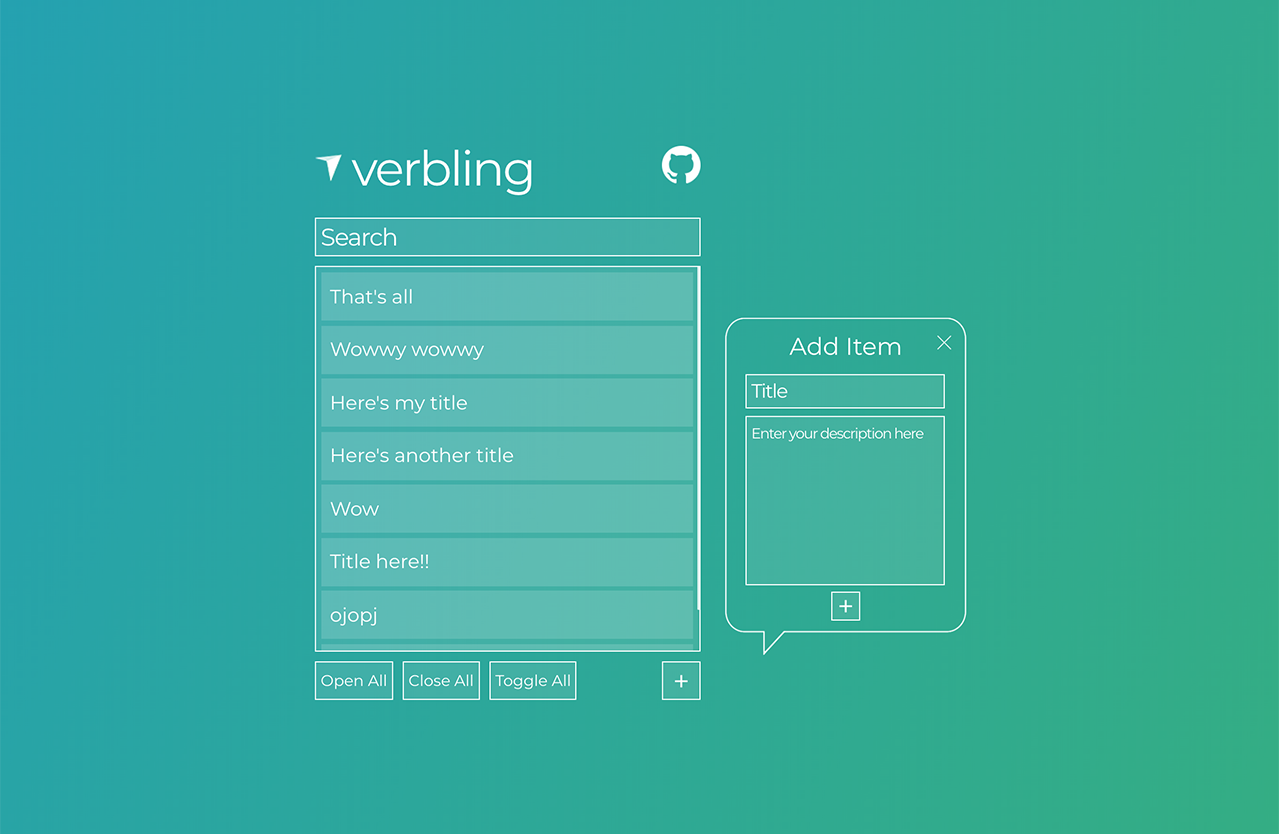 verbling
Search
That's all
Wowwy wowwy
Here's my title
Here's another title
Wow
Title here!!
ojopj
Open All
Close All
Toggle All
+
Add Item
Title
Enter your description here
+